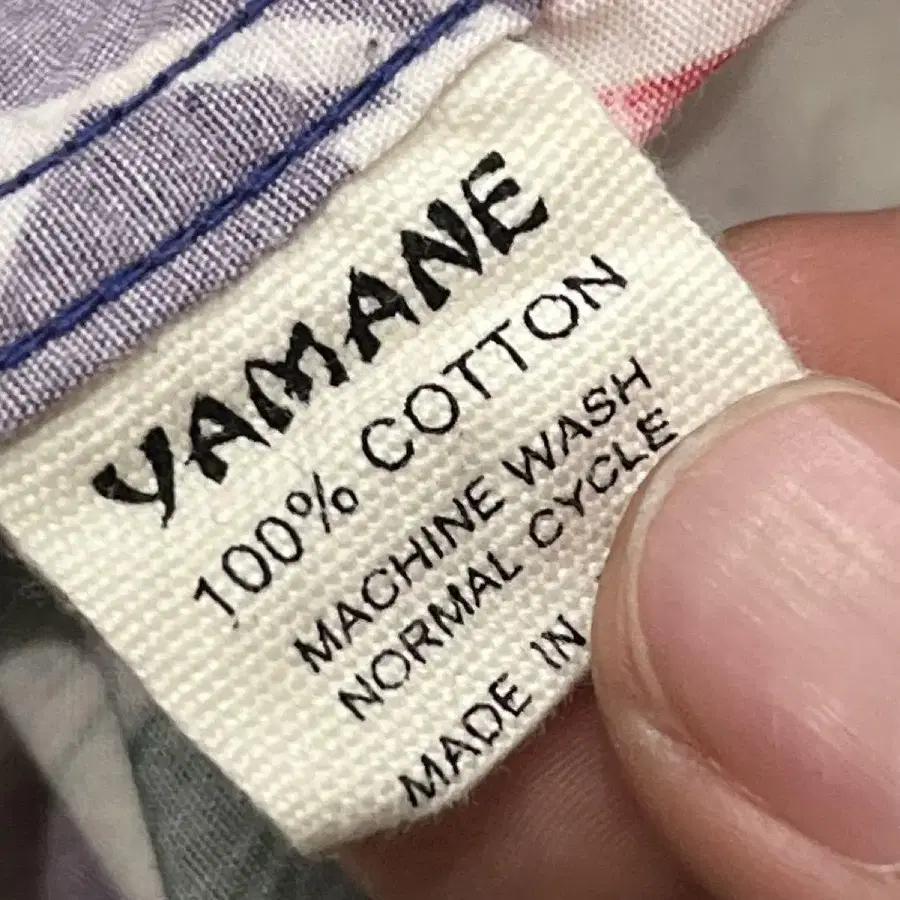 YAMANE
100% COTTON
MACHINE WASH
NORMAL CYCLE
MADE IN